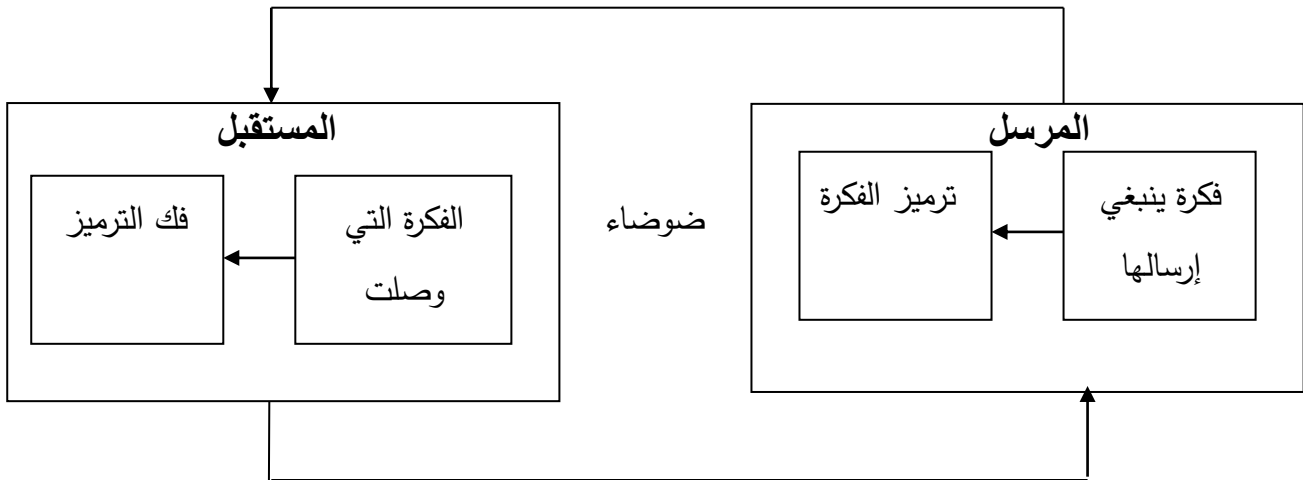 المرسل
فكرة ينبغي
إرسالها
ترميز الفكرة
ضوضاء
المستقبل
الفكرة التي
وصلت
فك الترميز